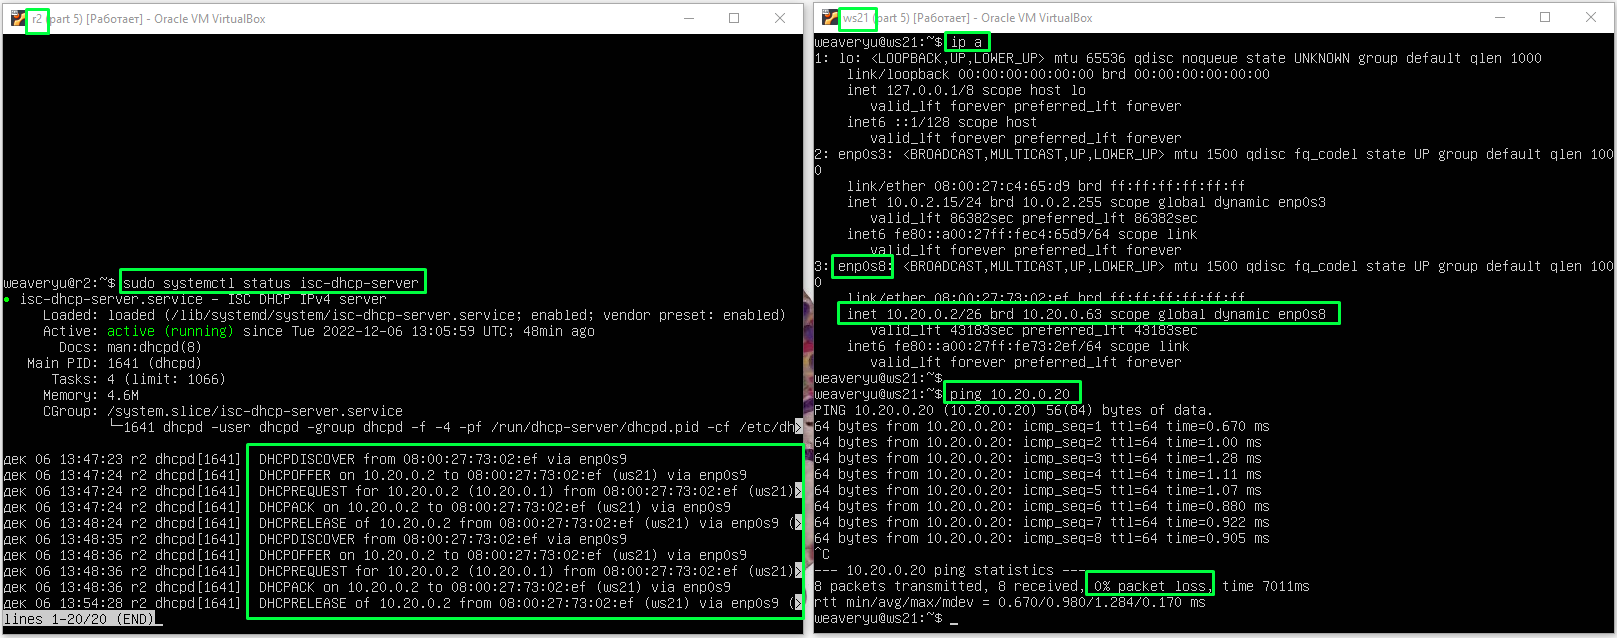 r2 (part 5) [Работает] - Oracle VM VirtualBox
weaveryu@r2:~$ sudo systemctl status isc-dhcp-server
● isc-dhcp-server.service - ISC DHCP IPv4 server
Loaded: loaded (/lib/systemd/system/isc-dhcp-server.service; enabled; vendor preset: enabled)
Active: active (running) since Tue 2022-12-06 13:05:59 UTC; 48min ago
Docs: man:dhcpd(8)
Main PID: 1641 (dhcpd)
Tasks: 4 (limit: 1066)
Memory: 4.6M
CGroup: /system.slice/isc-dhcp-server.service
└─1641 dhcpd -user dhcpd -group dhcpd -f -4 -pf /run/dhcp-server/dhcpd.pid -cf /etc/dh>
дек 06 13:47:23 r2 dhcpd[1641] DHCPDISCOVER from 08:00:27:73:02:ef via enp0s9
дек 06 13:47:24 r2 dhcpd[1641] DHCPOFFER on 10.20.0.2 to 08:00:27:73:02:ef (ws21) via enp0s9
дек 06 13:47:24 r2 dhcpd[1641] DHCPREQUEST for 10.20.0.2 (10.20.0.1) from 08:00:27:73:02:ef (ws21)>
дек 06 13:47:24 r2 dhcpd[1641] DHCPACK on 10.20.0.2 to 08:00:27:73:02:ef (ws21) via enp0s9
дек 06 13:48:24 r2 dhcpd[1641] DHCPRELEASE of 10.20.0.2 from 08:00:27:73:02:ef (ws21) via enp0s9 (>
дек 06 13:48:35 r2 dhcpd[1641] DHCPDISCOVER from 08:00:27:73:02:ef via enp0s9
дек 06 13:48:36 r2 dhcpd[1641] DHCPOFFER on 10.20.0.2 to 08:00:27:73:02:ef (ws21) via enp0s9
дек 06 13:48:36 r2 dhcpd[1641] DHCPREQUEST for 10.20.0.2 (10.20.0.1) from 08:00:27:73:02:ef (ws21)>
дек 06 13:48:36 r2 dhcpd[1641] DHCPACK on 10.20.0.2 to 08:00:27:73:02:ef (ws21) via enp0s9
дек 06 13:54:28 r2 dhcpd[1641] DHCPRELEASE of 10.20.0.2 from 08:00:27:73:02:ef (ws21) via enp0s9 (>
lines 1-20/20 (END)
ws21 (part 5) [Работает] - Oracle VM VirtualBox
weaveryu@ws21:~$ ip a
1: lo: <LOOPBACK,UP,LOWER_UP> mtu 65536 qdisc noqueue state UNKNOWN group default qlen 1000
link/loopback 00:00:00:00:00:00 brd 00:00:00:00:00:00
inet 127.0.0.1/8 scope host lo
valid_lft forever preferred_lft forever
inet6 ::1/128 scope host
valid_lft forever preferred_lft forever
2: enp0s3: <BROADCAST,MULTICAST,UP,LOWER_UP> mtu 1500 qdisc fq_codel state UP group default qlen 100
0
link/ether 08:00:27:c4:65:d9 brd ff:ff:ff:ff:ff:ff
inet 10.0.2.15/24 brd 10.0.2.255 scope global dynamic enp0s3
valid_lft 86382sec preferred_lft 86382sec
inet6 fe80::a00:27ff:fec4:65d9/64 scope link
valid_lft forever preferred_lft forever
3: enp0s8: <BROADCAST,MULTICAST,UP,LOWER_UP> mtu 1500 qdisc fq_codel state UP group default qlen 100
0
link/ether 08:00:27:73:02:ef brd ff:ff:ff:ff:ff:ff
inet 10.20.0.2/26 brd 10.20.0.63 scope global dynamic enp0s8
valid_lft 43183sec preferred_lft 43183sec
inet6 fe80::a00:27ff:fe73:2ef/64 scope link
valid_lft forever preferred_lft forever
weaveryu@ws21:~$
weaveryu@ws21:~$ ping 10.20.0.20
PING 10.20.0.20 (10.20.0.20) 56(84) bytes of data.
64 bytes from 10.20.0.20: icmp_seq=1 ttl=64 time=0.670 ms
64 bytes from 10.20.0.20: icmp_seq=2 ttl=64 time=1.00 ms
64 bytes from 10.20.0.20: icmp_seq=3 ttl=64 time=1.28 ms
64 bytes from 10.20.0.20: icmp_seq=4 ttl=64 time=1.11 ms
64 bytes from 10.20.0.20: icmp_seq=5 ttl=64 time=1.07 ms
64 bytes from 10.20.0.20: icmp_seq=6 ttl=64 time=0.880 ms
64 bytes from 10.20.0.20: icmp_seq=7 ttl=64 time=0.922 ms
64 bytes from 10.20.0.20: icmp_seq=8 ttl=64 time=0.905 ms
^C
--- 10.20.0.20 ping statistics ---
8 packets transmitted, 8 received, 0% packet loss, time 7011ms
rtt min/avg/max/mdev = 0.670/0.980/1.284/0.170 ms
weaveryu@ws21:~$ _